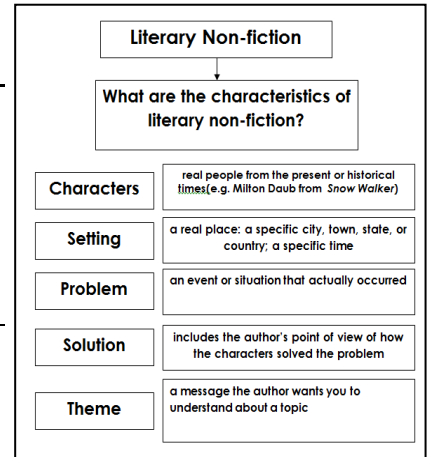 Literary Non-fiction
What are the characteristics of
literary non-fiction?
Characters
real people from the present or historical
times(e.g. Milton Daub from Snow Walker)
Setting
a real place: a specific city, town, state, or
country; a specific time
Problem
an event or situation that actually occurred
Solution
includes the author's point of view of how
the characters solved the problem
Theme
a message the author wants you to
understand about a topic